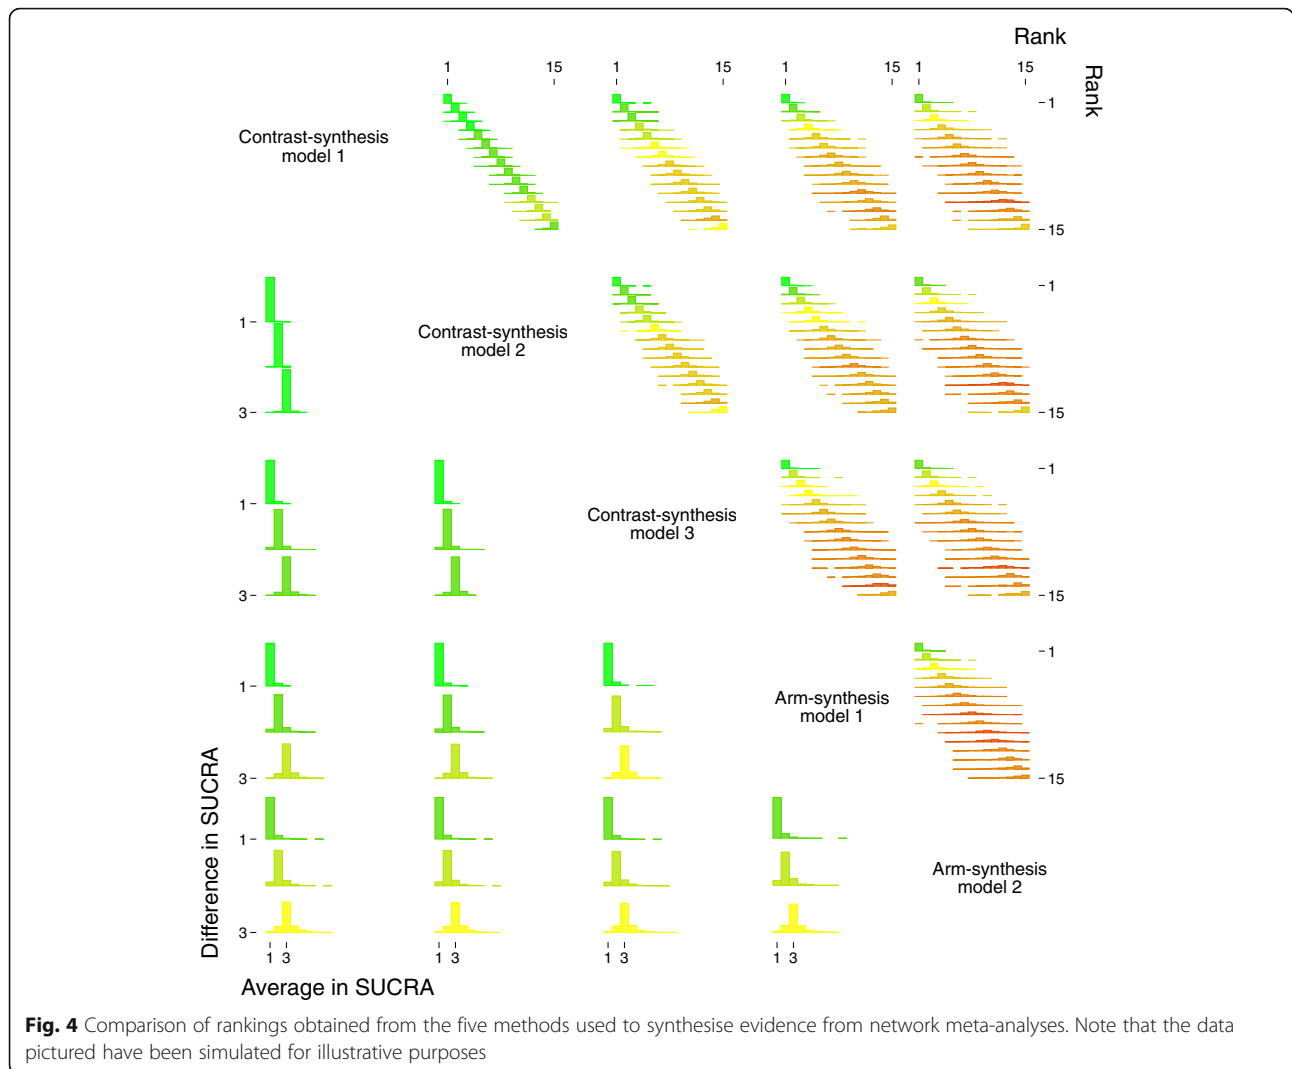 Rank
1 15 1 15 1 15 1 15
Rank
1
Contrast-synthesis
model 1
15
1
1
Contrast-synthesis
model 2
3
15
1
1
Contrast-synthesis
model 3
3
15
1
1
Arm-synthesis
model 1
3
15
1
Arm-synthesis
model 2
3
Difference in SUCRA
1 3 1 3 1 3 1 3
Average in SUCRA
Fig. 4 Comparison of rankings obtained from the five methods used to synthesise evidence from network meta-analyses. Note that the data
pictured have been simulated for illustrative purposes